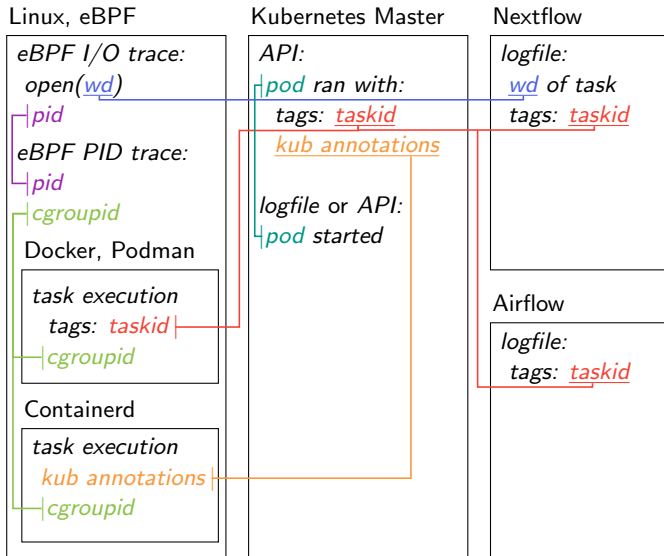 Linux, eBPF
eBPF I/O trace:
open(wd)
pid
eBPF PID trace:
pid
cgroupid
Docker, Podman
task execution
tags: taskid
cgroupid
Containerd
task execution
kub annotations
cgroupid
Kubernetes Master
API:
pod ran with:
tags: taskid
kub annotations
logfile or API:
pod started
Nextflow
logfile:
wd of task
tags: taskid
Airflow
logfile:
tags: taskid